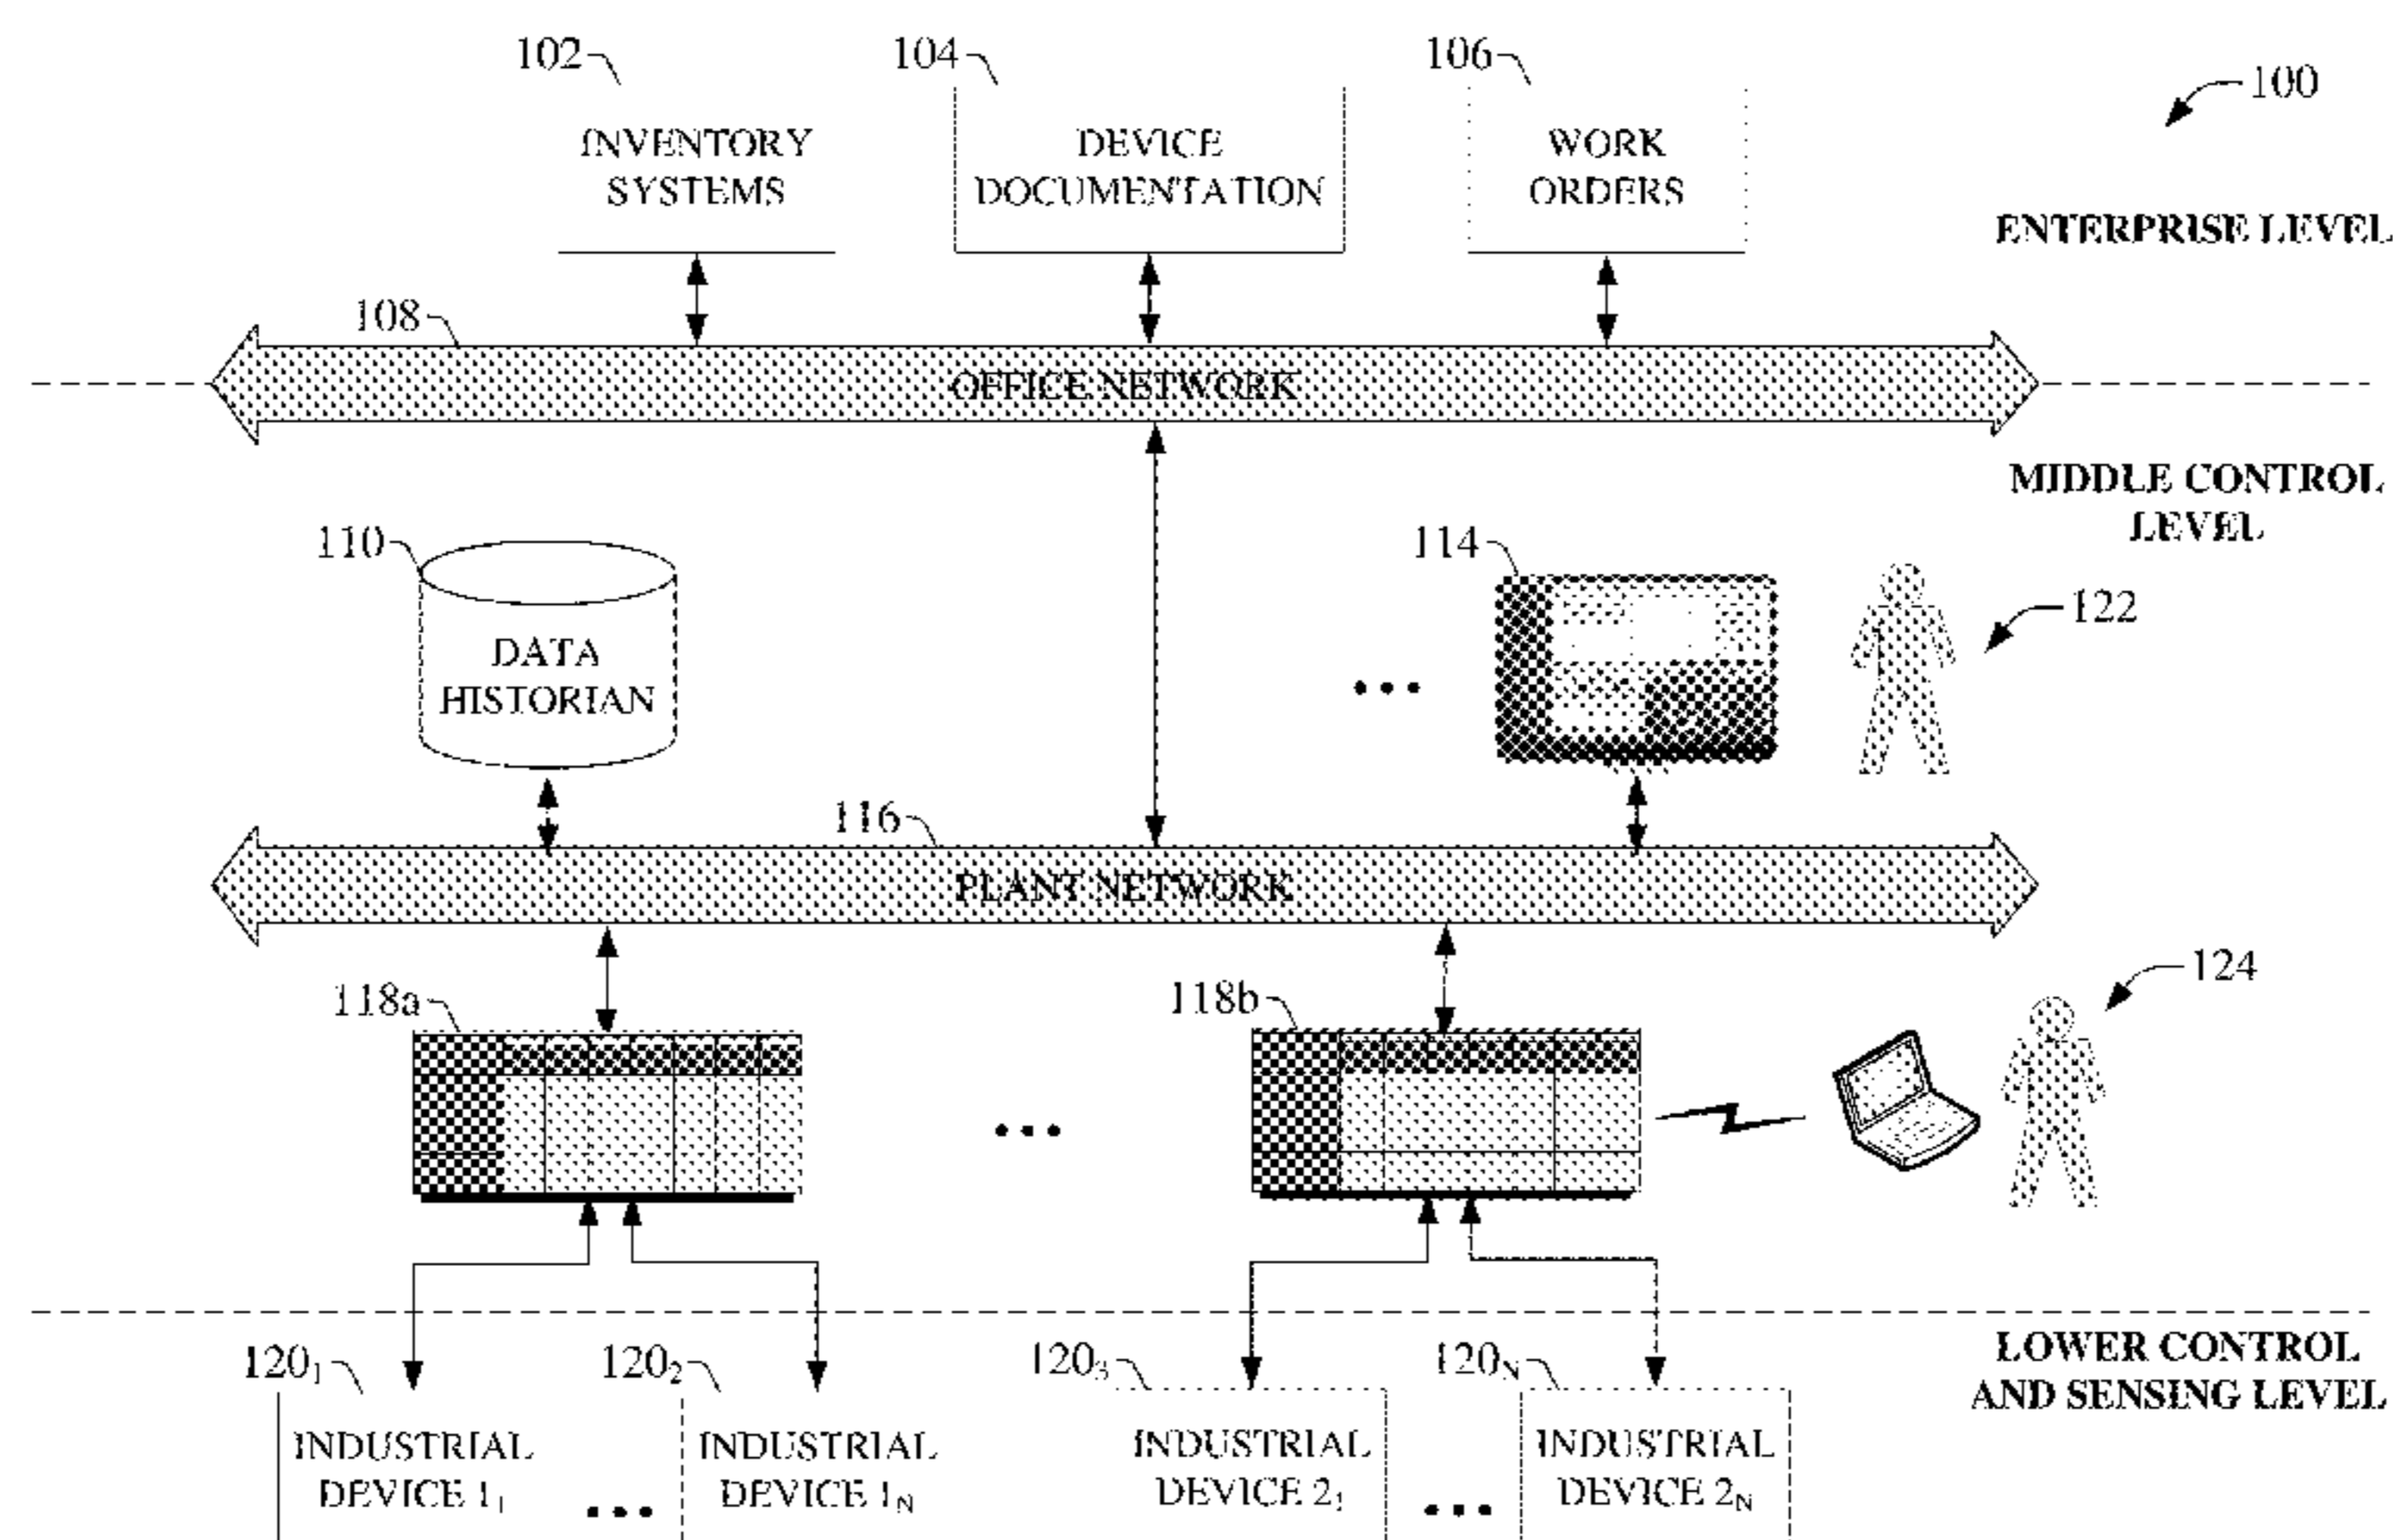 102
104
106
100
INVENTORY
SYSTEMS
DEVICE
DOCUMENTATION
WORK
ORDERS
ENTERPRISE LEVEL
108
OFFICE NETWORK
MIDDLE CONTROL
LEVEL
110
114
122
DATA
HISTORIAN
116
PLANT NETWORK
124
118a
118b
LOWER CONTROL
AND SENSING LEVEL
120₁
120₂
120₃
120ₙ
INDUSTRIAL
DEVICE 1₁
INDUSTRIAL
DEVICE 1ₙ
INDUSTRIAL
DEVICE 2₁
INDUSTRIAL
DEVICE 2ₙ